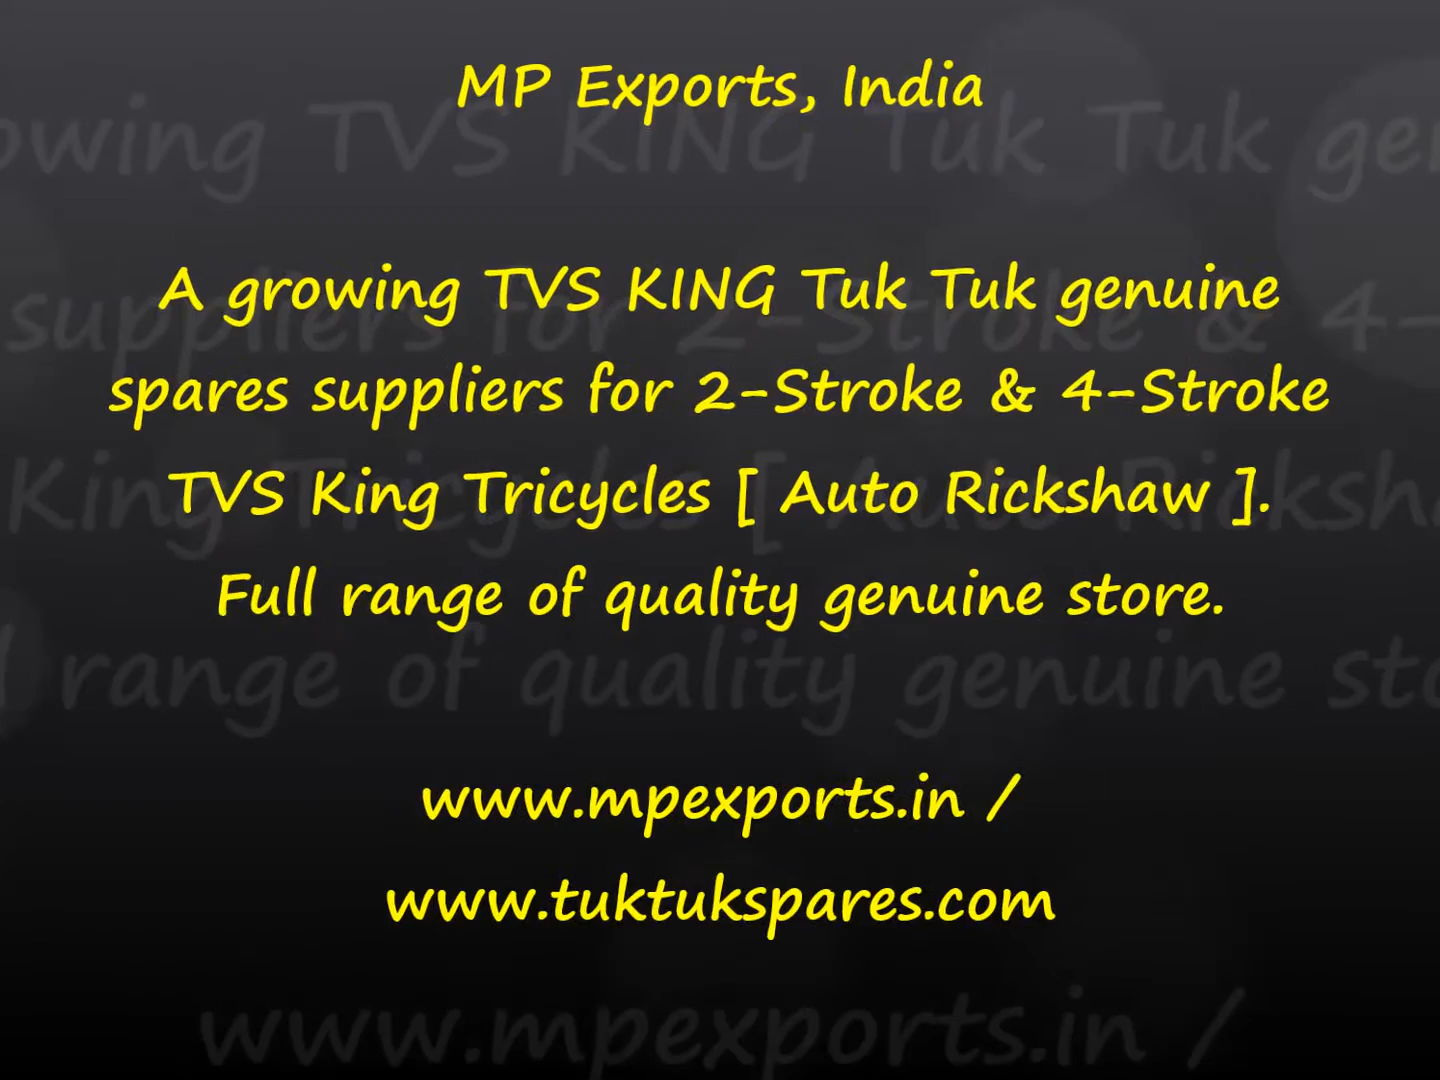 MP Exports, India
A growing TVS KING Tuk Tuk genuine
spares suppliers for 2-Stroke & 4-Stroke
TVS King Tricycles [ Auto Rickshaw ].
Full range of quality genuine store.
www.mpexports.in /
www.tuktukspares.com